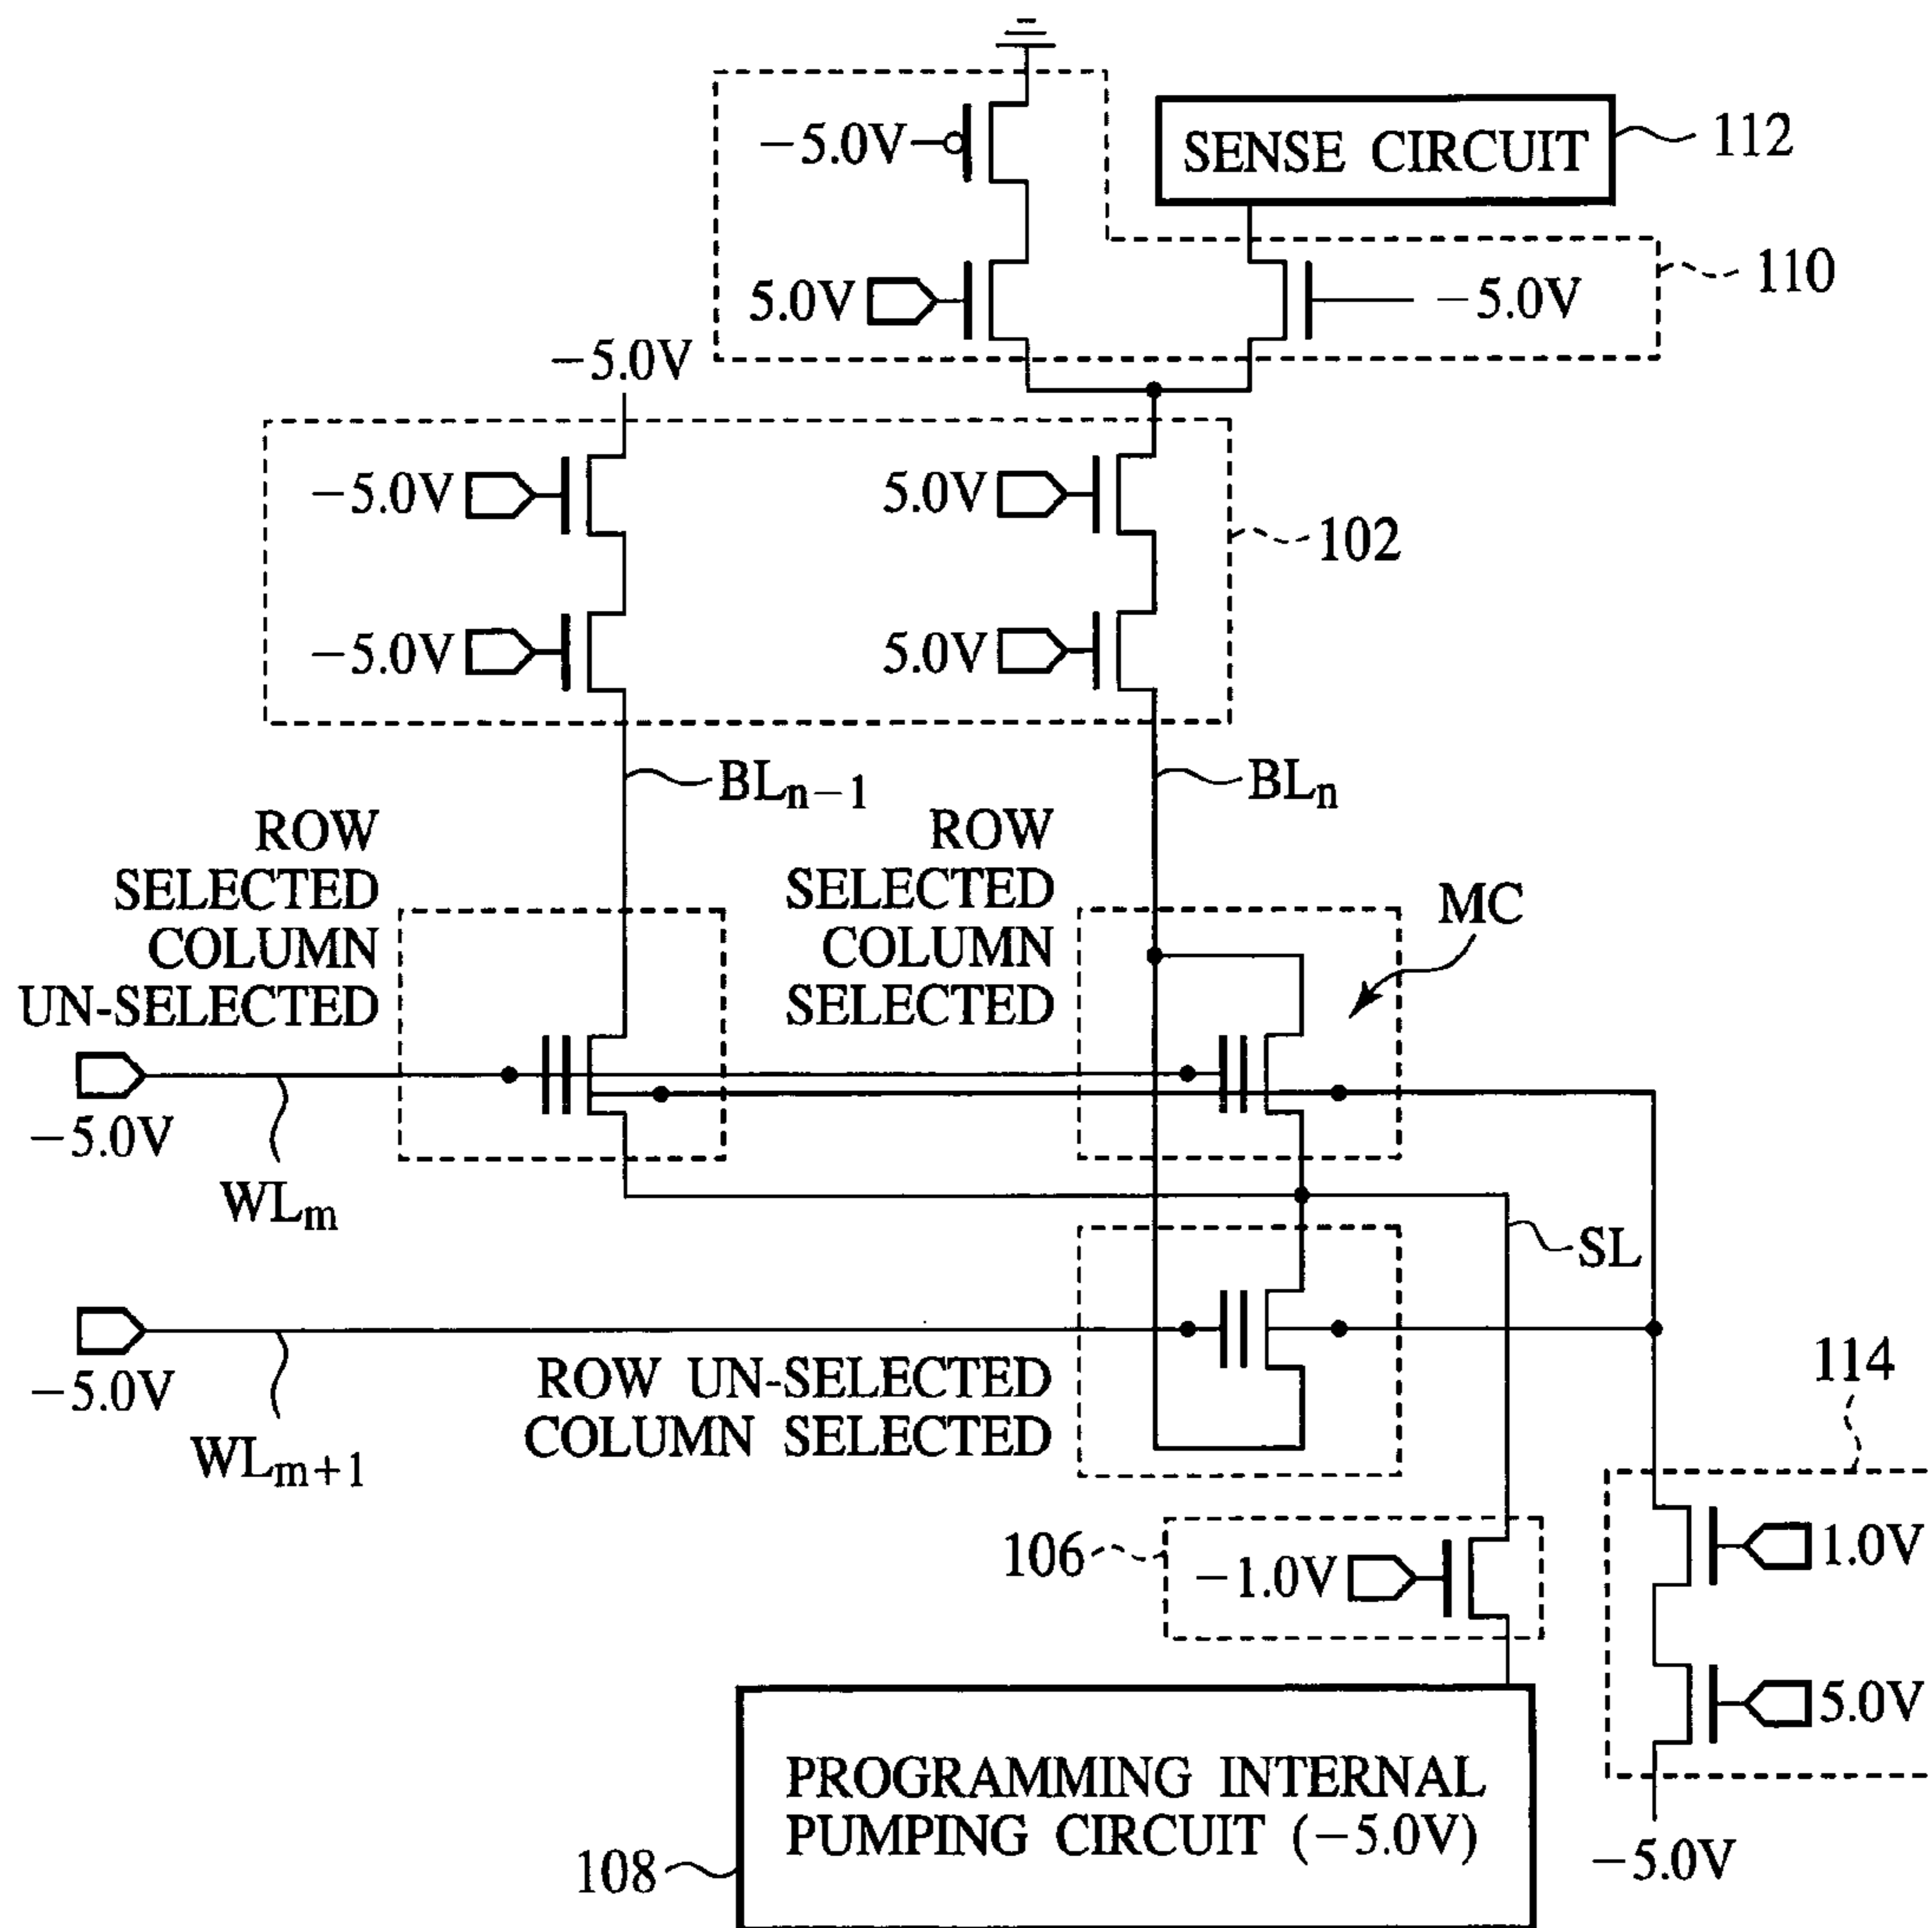 −5.0V
SENSE CIRCUIT
112
5.0V
−5.0V
110
−5.0V
−5.0V
5.0V
102
−5.0V
5.0V
BLn−1
BLn
ROW
SELECTED
COLUMN
UN-SELECTED
ROW
SELECTED
COLUMN
SELECTED
MC
−5.0V
WLm
SL
−5.0V
WLm+1
ROW UN-SELECTED
COLUMN SELECTED
114
106
−1.0V
1.0V
5.0V
PROGRAMMING INTERNAL
PUMPING CIRCUIT (−5.0V)
108
−5.0V